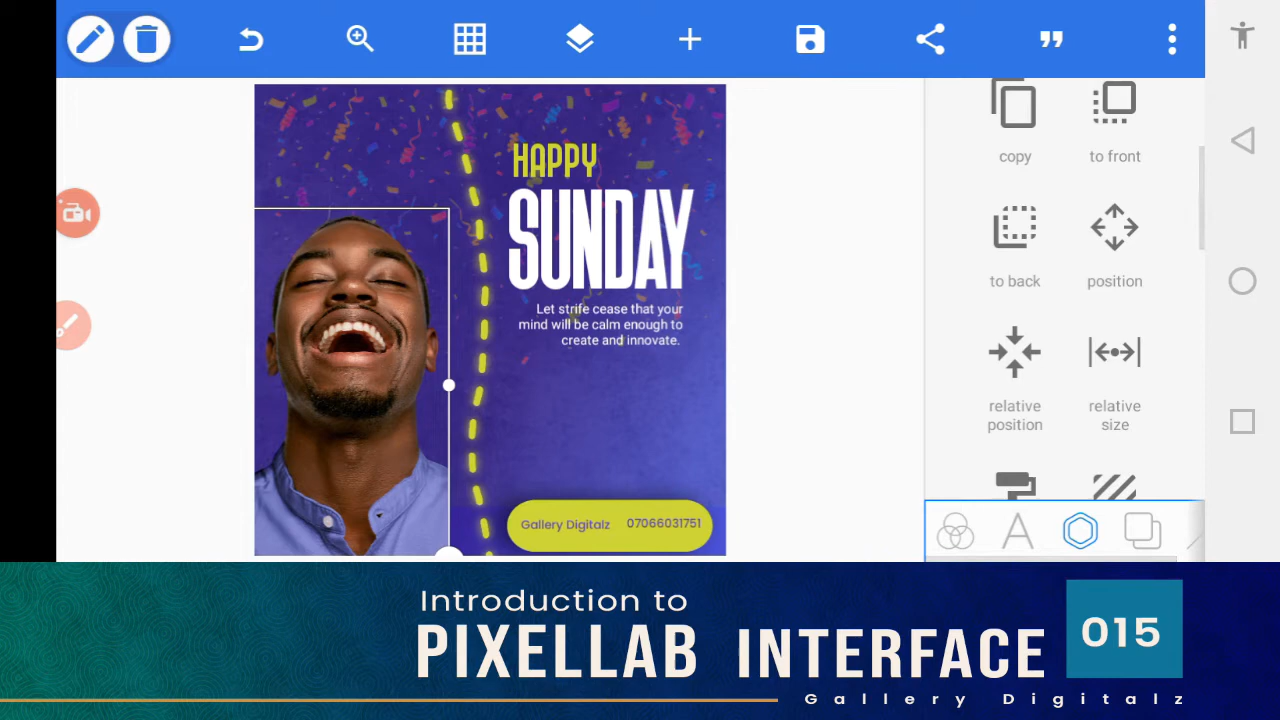 HAPPY
SUNDAY
Let strife cease that your
mind will be calm enough to
create and innovate.
Gallery Digitalz 07066031751
copy to front
to back position
relative
position
relative
size
Introduction to
PIXELLAB INTERFACE
015
Gallery Digitalz